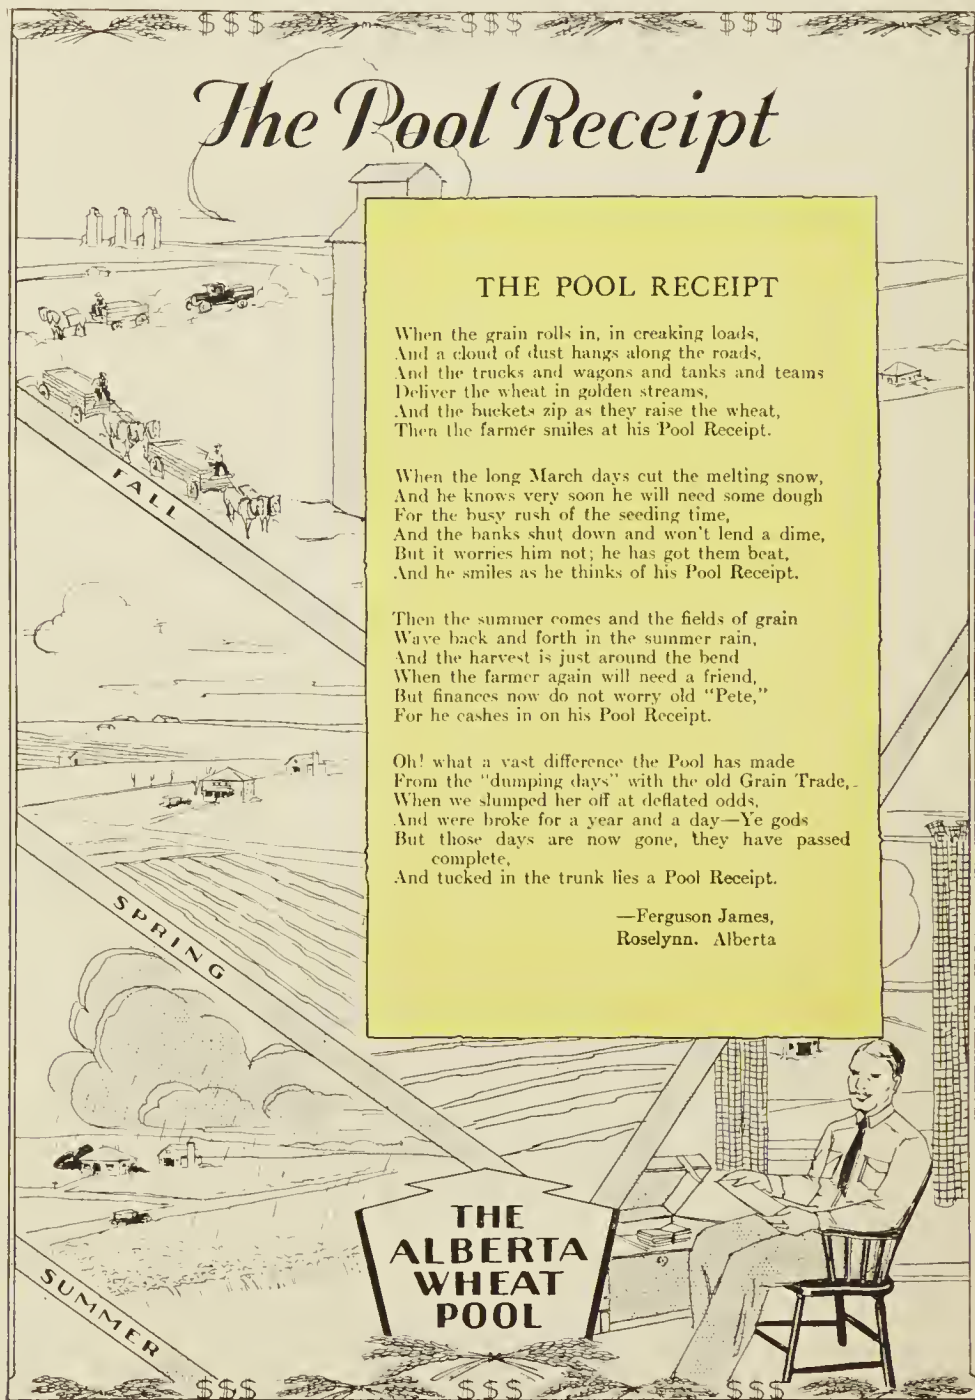 $$$ $$$ $$$
The Pool Receipt
THE POOL RECEIPT
When the grain rolls in, in creaking loads,
And a cloud of dust hangs along the roads,
And the trucks and wagons and tanks and teams
Deliver the wheat in golden streams,
And the buckets zip as they raise the wheat,
Then the farmer smiles at his Pool Receipt.
When the long March days cut the melting snow,
And he knows very soon he will need some dough
For the busy rush of the seeding time,
And the banks shut down and won't lend a dime,
But it worries him not; he has got them beat,
And he smiles as he thinks of his Pool Receipt.
Then the summer comes and the fields of grain
Wave back and forth in the summer rain,
And the harvest is just around the bend
When the farmer again will need a friend,
But finances now do not worry old "Pete,"
For he cashes in on his Pool Receipt.
Oh! what a vast difference the Pool has made
From the "dumping days" with the old Grain Trade,
When we slumped her off at deflated odds,
And were broke for a year and a day—Ye gods
But those days are now gone, they have passed
complete,
And tucked in the trunk lies a Pool Receipt.
—Ferguson James,
Roselynn. Alberta
FALL
SPRING
SUMMER
THE
ALBERTA
WHEAT
POOL
$$$ $$$ $$$